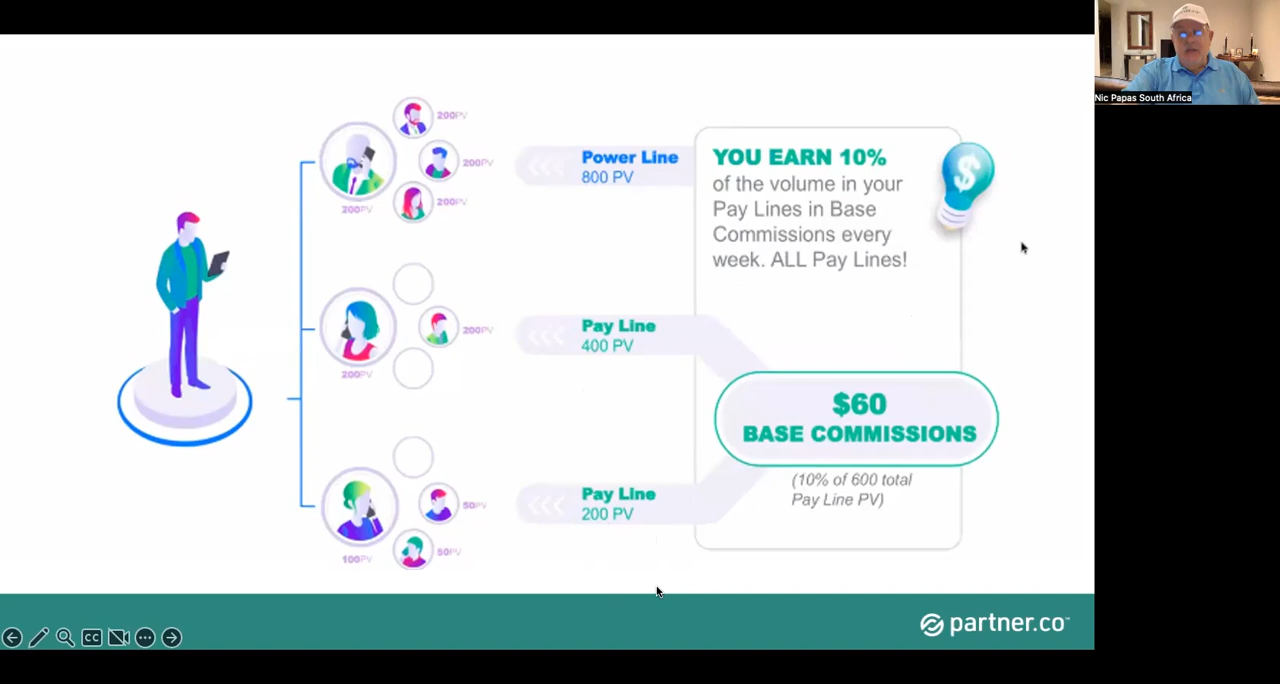 Nic Papas South Africa
200PV
200PV
200PV
200PV
Power Line
800 PV
YOU EARN 10%
of the volume in your
Pay Lines in Base
Commissions every
week. ALL Pay Lines!
$
200PV
200PV
Pay Line
400 PV
$60
BASE COMMISSIONS
(10% of 600 total
Pay Line PV)
50PV
50PV
100PV
Pay Line
200 PV
CC
partner.co™